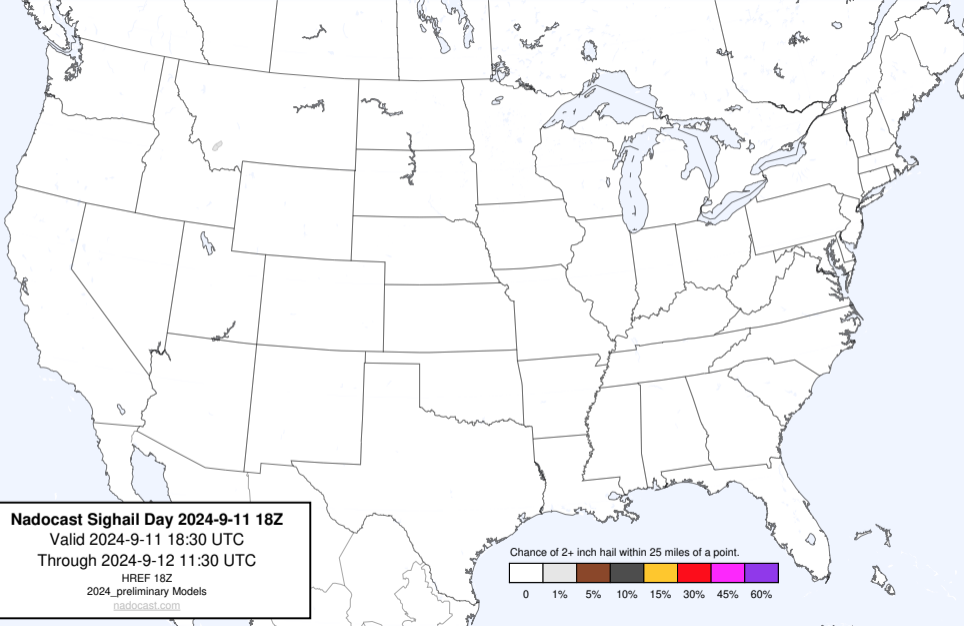 Nadocast Sighail Day 2024-9-11 18Z
Valid 2024-9-11 18:30 UTC
Through 2024-9-12 11:30 UTC
HREF 18Z
2024_preliminary Models
nadocast.com
Chance of 2+ inch hail within 25 miles of a point.
0 1% 5% 10% 15% 30% 45% 60%